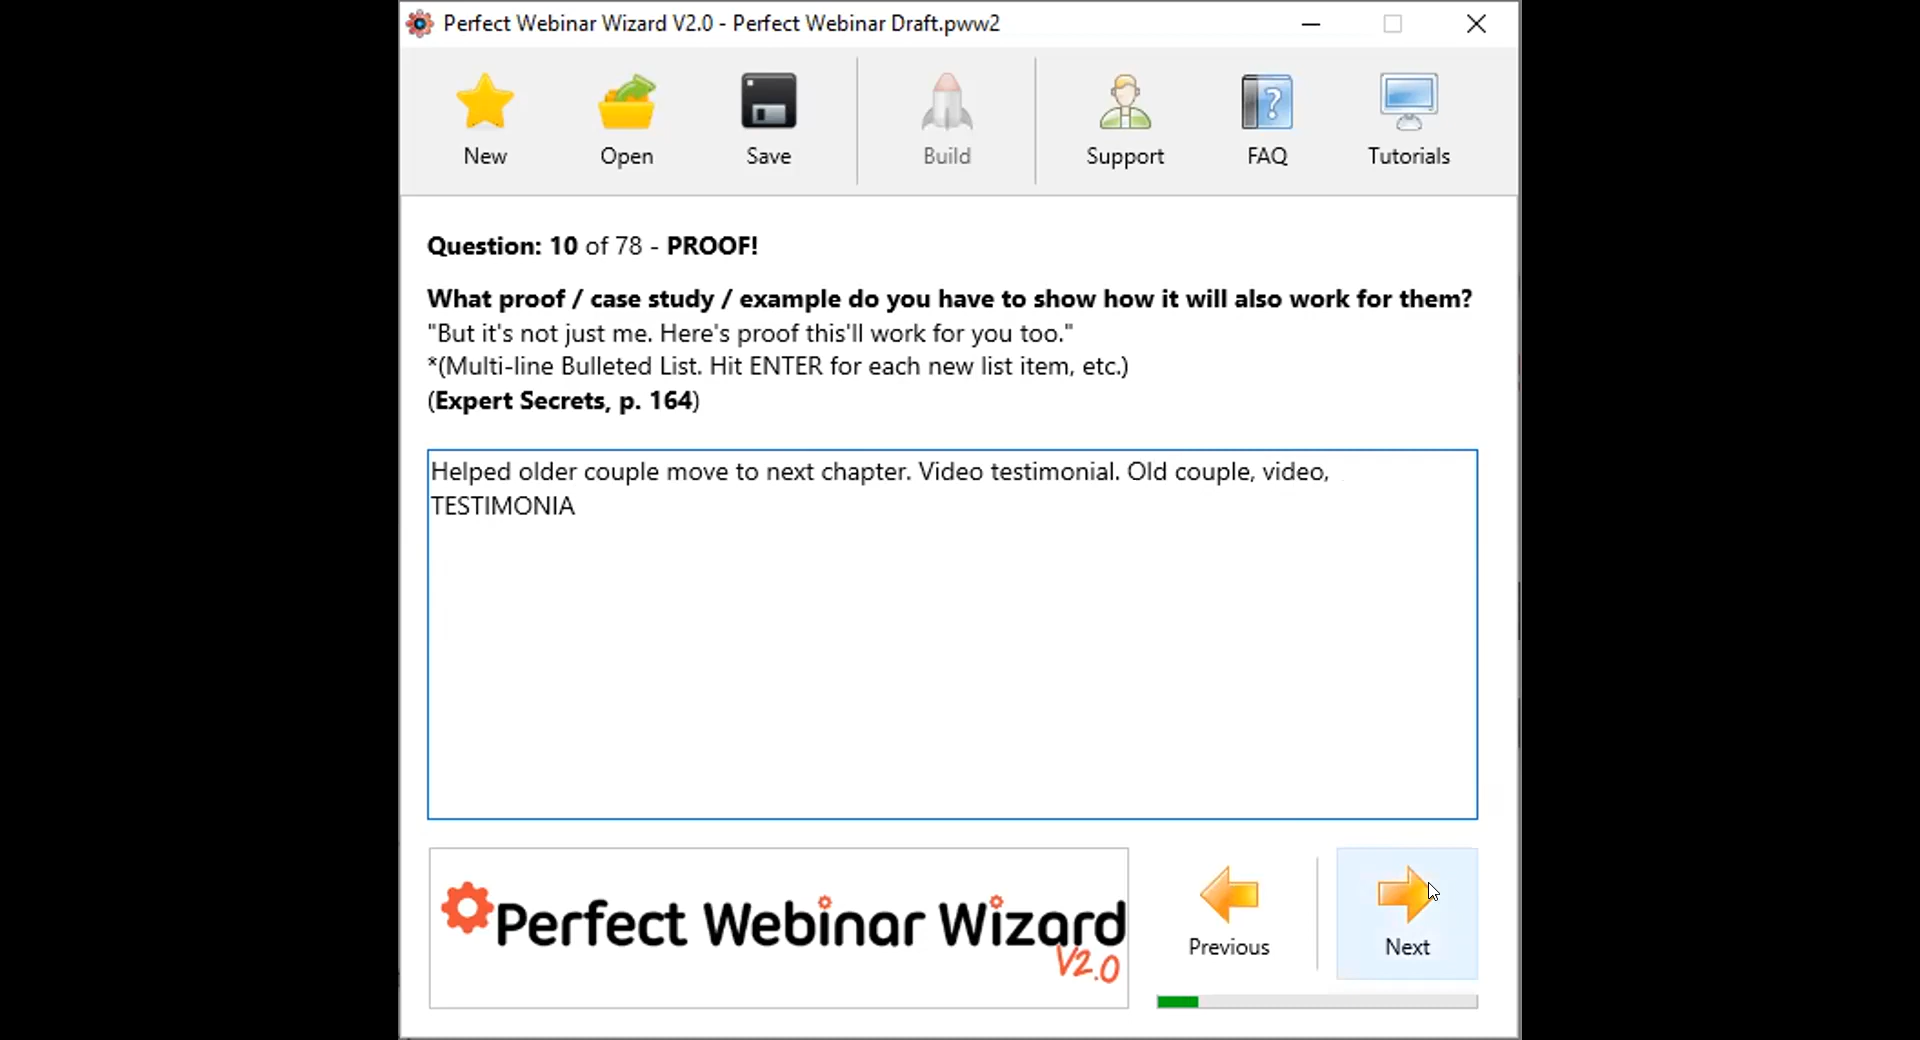 Perfect Webinar Wizard V2.0 - Perfect Webinar Draft.pww2
New Open Save Build Support FAQ Tutorials
Question: 10 of 78 - PROOF!
What proof / case study / example do you have to show how it will also work for them?
"But it's not just me. Here's proof this'll work for you too."
*(Multi-line Bulleted List. Hit ENTER for each new list item, etc.)
(Expert Secrets, p. 164)
Helped older couple move to next chapter. Video testimonial. Old couple, video,
TESTIMONIA
Perfect Webinar Wizard
V2.0
Previous Next